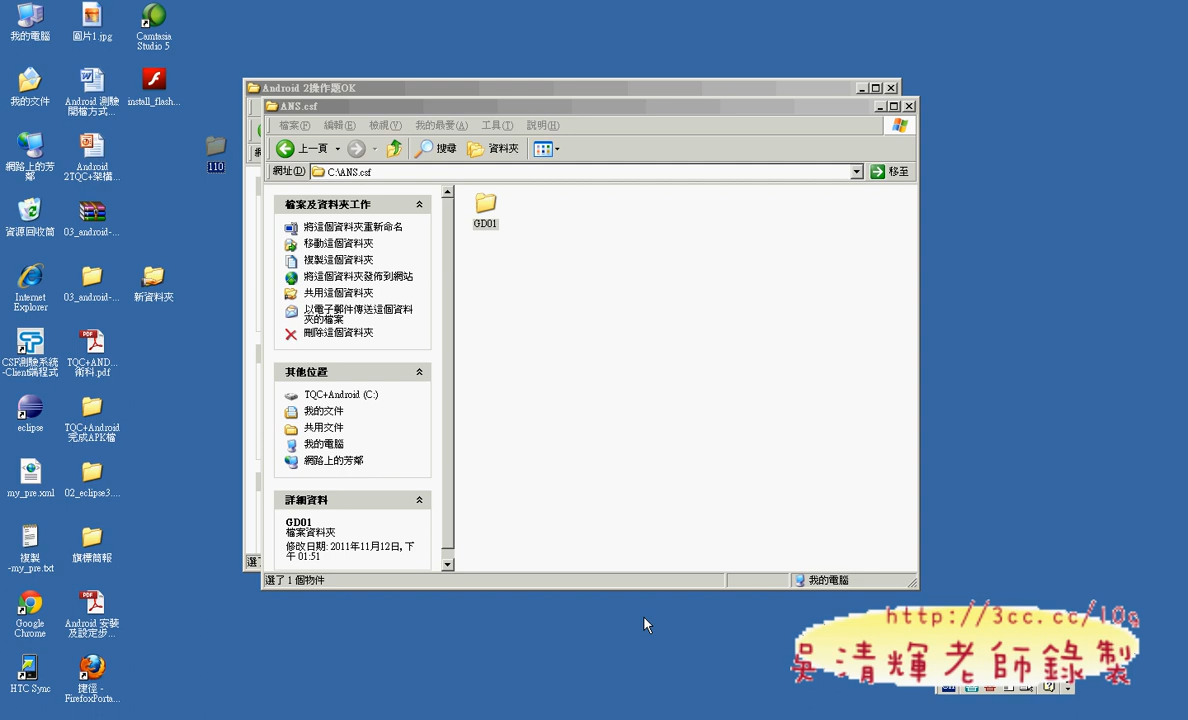 我的電腦
圖片1.jpg
Camtasia
Studio 5
我的文件
Android 測驗
開檔方式...
install_flash...
網路上的芳
鄰
Android
2TQC+架構...
110
資源回收筒
03_android-...
Internet
Explorer
03_android-...
新資料夾
CSF測驗系統
-Client端程式
TQC+AND...
術科.pdf
eclipse
TQC+Android
完成APK檔
my_pre.xml
02_eclipse3....
複製
-my_pre.txt
旗標簡報
Google
Chrome
Android 安裝
及設定步...
HTC Sync
捷徑 -
FirefoxPorta...
Android 2操作題OK
ANS.csf
檔案(F) 編輯(E) 檢視(V) 我的最愛(A) 工具(T) 說明(H)
上一頁 搜尋 資料夾
網址(D) C:\ANS.csf 移至
檔案及資料夾工作
將這個資料夾重新命名
移動這個資料夾
複製這個資料夾
將這個資料夾發佈到網站
共用這個資料夾
以電子郵件傳送這個資料
夾的檔案
刪除這個資料夾
其他位置
TQC+Android (C:)
我的文件
共用文件
我的電腦
網路上的芳鄰
詳細資料
GD01
檔案資料夾
修改日期: 2011年11月12日, 下
午 01:51
GD01
選了 1 個物件
我的電腦
http://3cc.cc/10g
吳清輝老師錄製